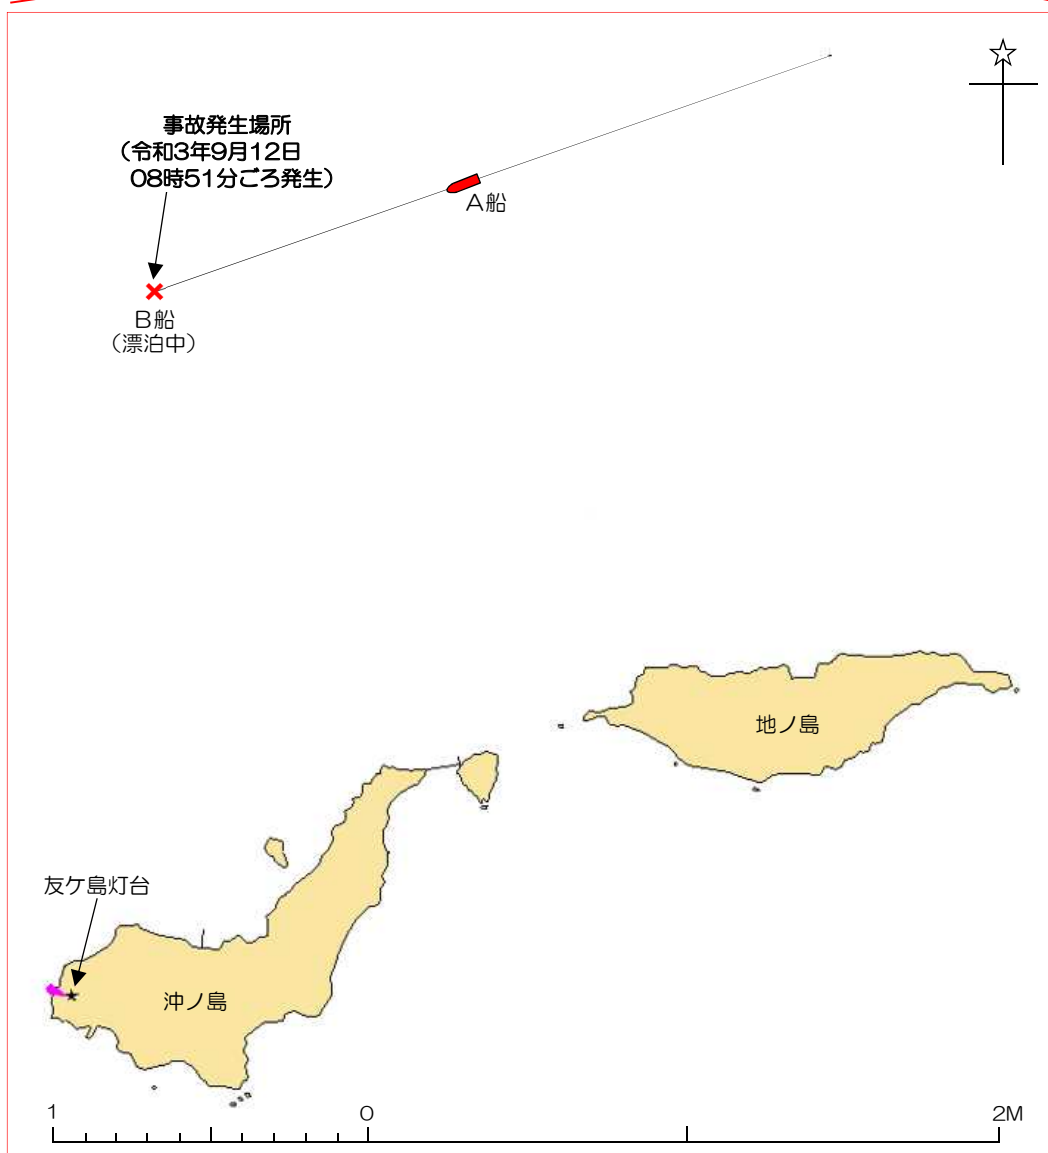 事故発生場所
(令和3年9月12日
08時51分ごろ発生)
A船
B船
(漂泊中)
地ノ島
友ケ島灯台
沖ノ島
1 0 2M